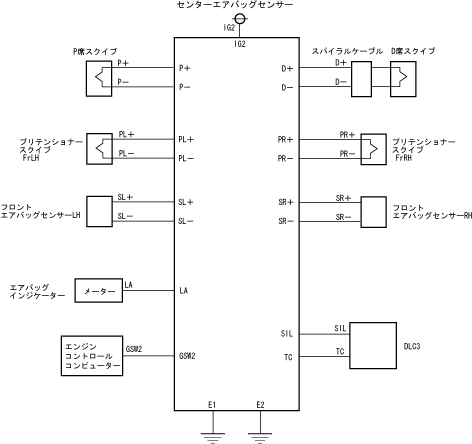 センターエアバッグセンサー
IG2
IG2
P席スクイブ
P+
P+
P−
P−
スパイラルケーブル
D席スクイブ
D+
D+
D−
D−
プリテンショナー
スクイブ
FrLH
PL+
PL+
PL−
PL−
PR+
PR+
PR−
PR−
プリテンショナー
スクイブ
FrRH
フロント
エアバッグセンサーLH
SL+
SL+
SL−
SL−
SR+
SR+
SR−
SR−
フロント
エアバッグセンサーRH
エアバッグ
インジケーター
メーター
LA
LA
エンジン
コントロール
コンピューター
GSW2
GSW2
SIL
SIL
TC
TC
DLC3
E1
E2